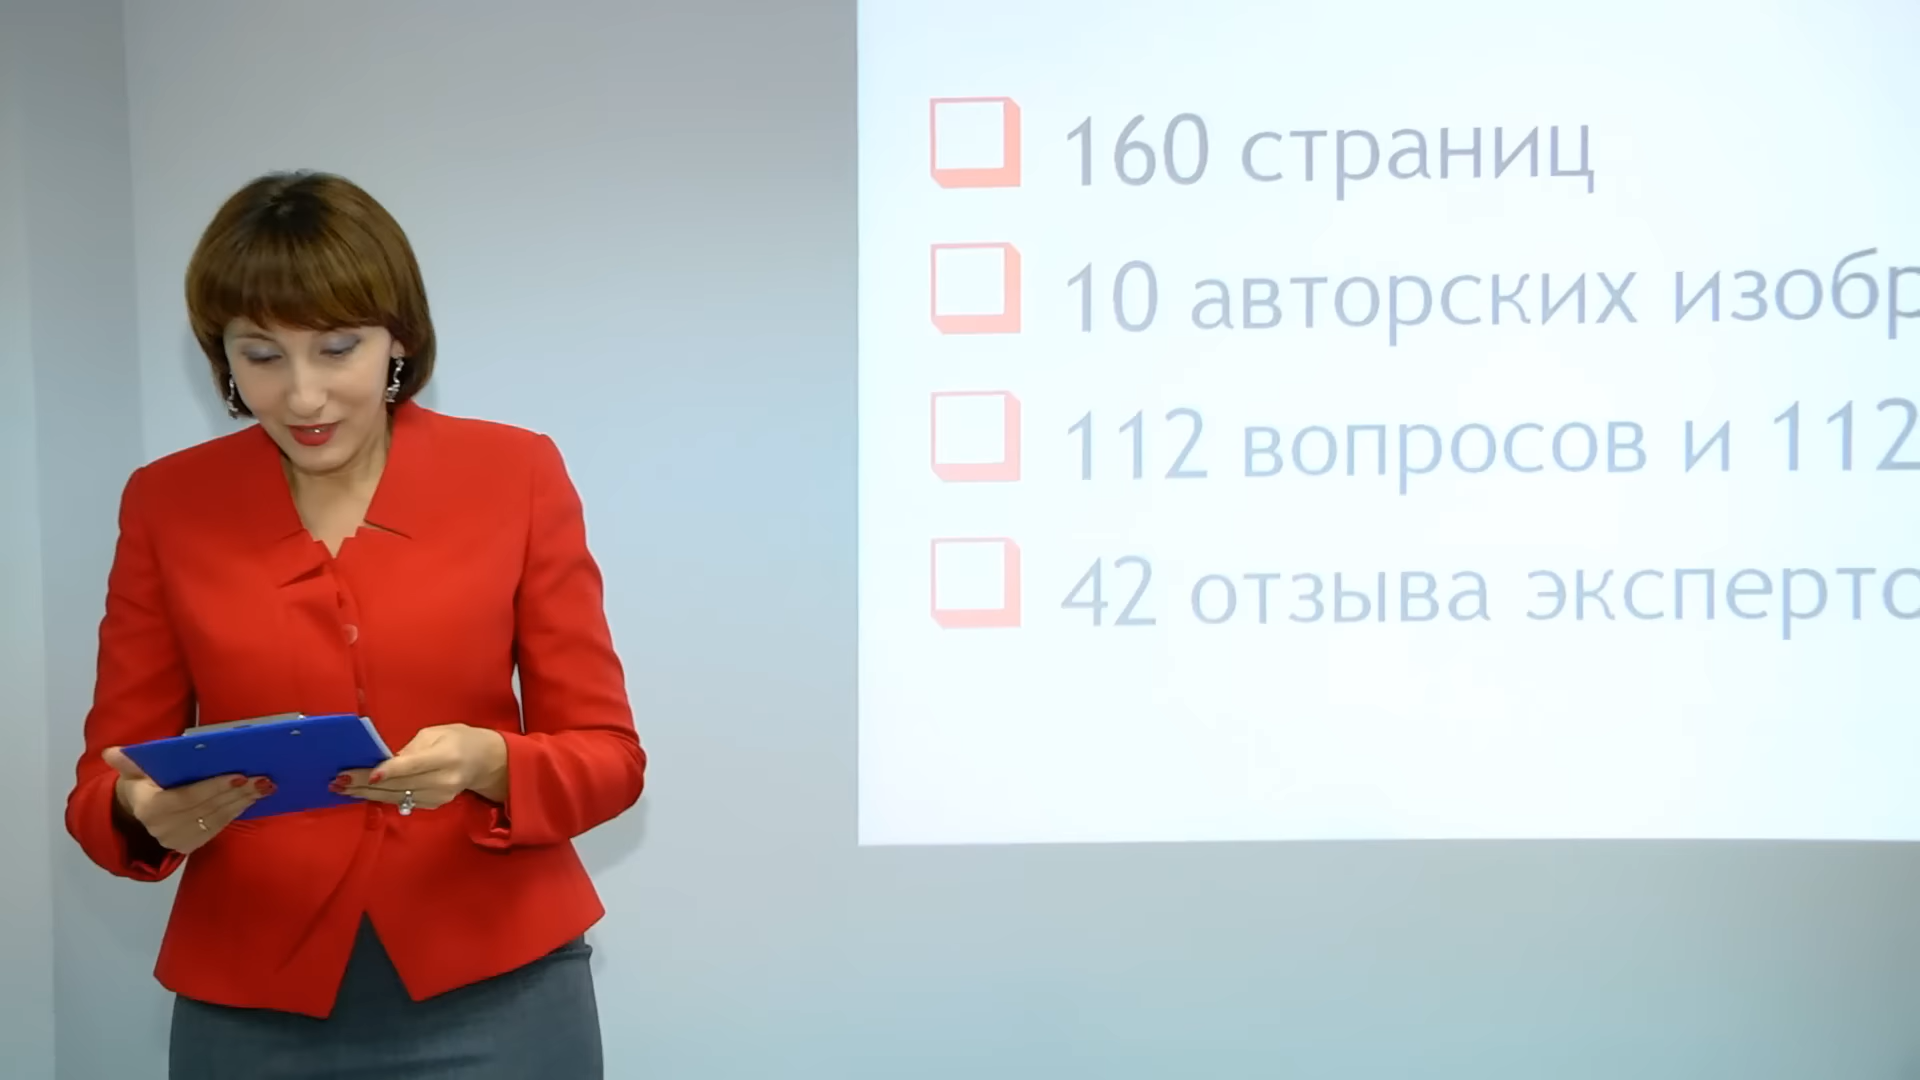 160 страниц
10 авторских изобр
112 вопросов и 112
42 отзыва эксперто